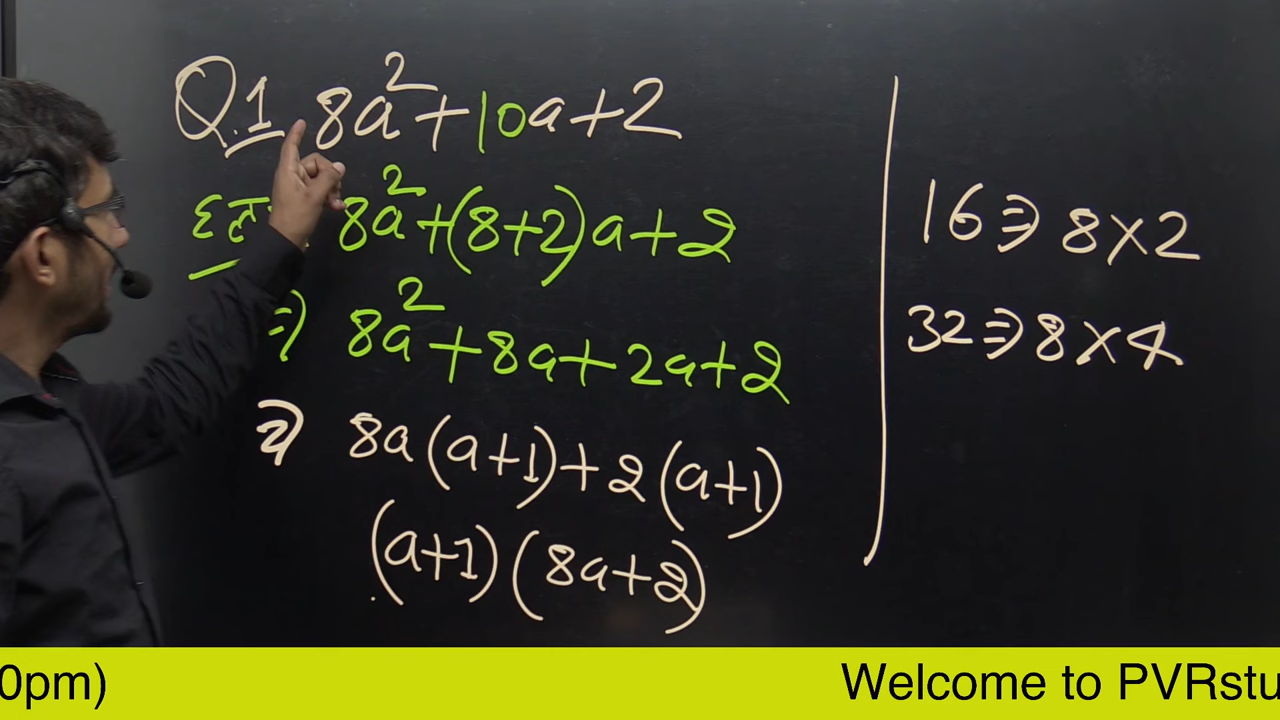 Q.1 8a²+10a+2
8a²+(8+2)a+2
⇒ 8a²+8a+2a+2
⇒ 8a(a+1)+2(a+1)
(a+1)(8a+2)
16⇒8×2
32⇒8×4
0pm) Welcome to PVRstu